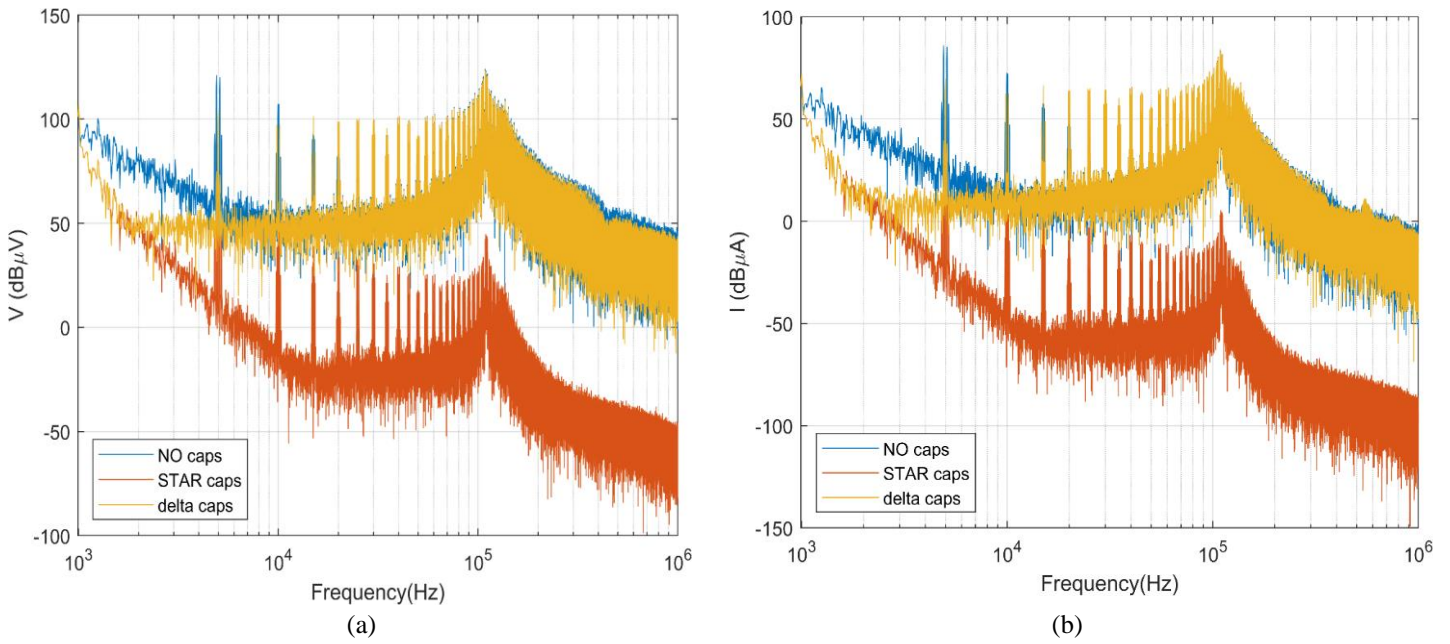 150
100
50
0
-50
-100
V (dBµV)
10³
10⁴
10⁵
10⁶
Frequency(Hz)
NO caps
STAR caps
delta caps
(a)
100
50
0
-50
-100
-150
I (dBµA)
10³
10⁴
10⁵
10⁶
Frequency(Hz)
NO caps
STAR caps
delta caps
(b)